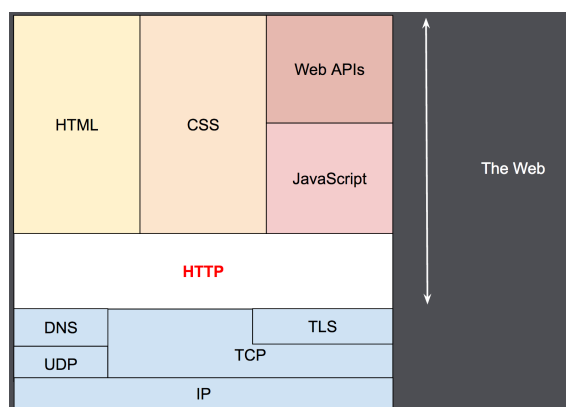 Web APIs
HTML
CSS
The Web
JavaScript
HTTP
DNS
TLS
TCP
UDP
IP